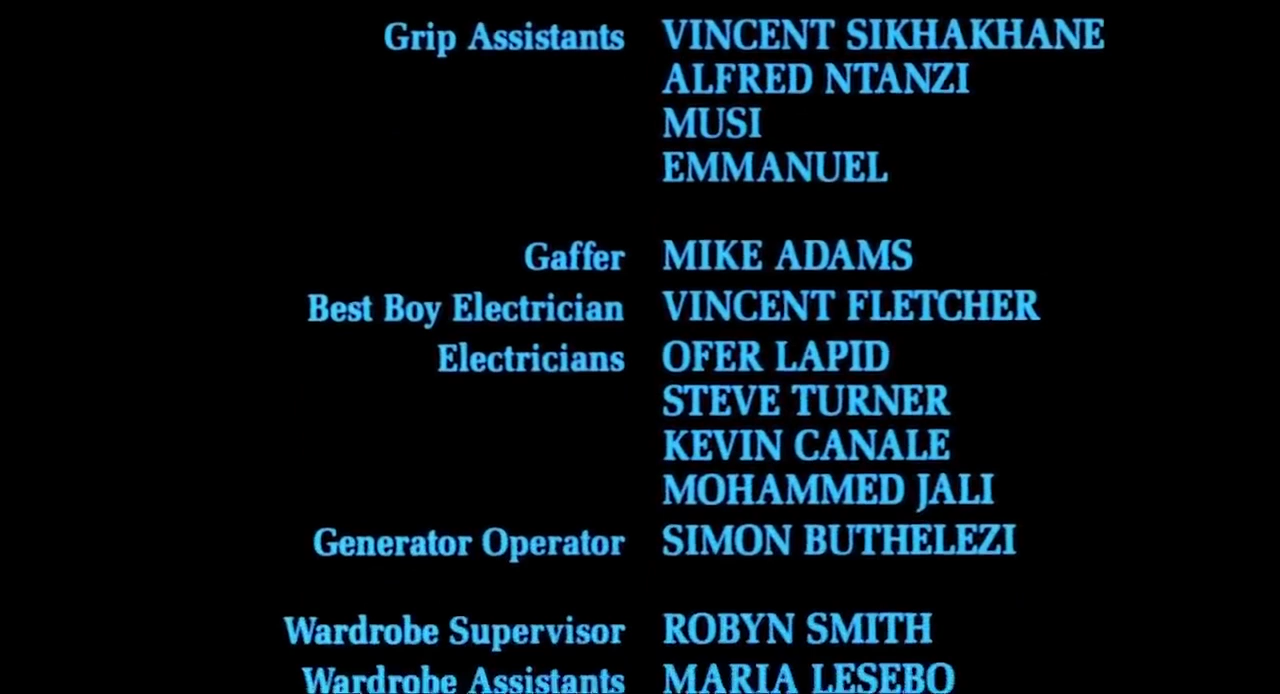 Grip Assistants VINCENT SIKHAKHANE
ALFRED NTANZI
MUSI
EMMANUEL
Gaffer MIKE ADAMS
Best Boy Electrician VINCENT FLETCHER
Electricians OFER LAPID
STEVE TURNER
KEVIN CANALE
MOHAMMED JALI
Generator Operator SIMON BUTHELEZI
Wardrobe Supervisor ROBYN SMITH
Wardrobe Assistants MARIA LESEBO